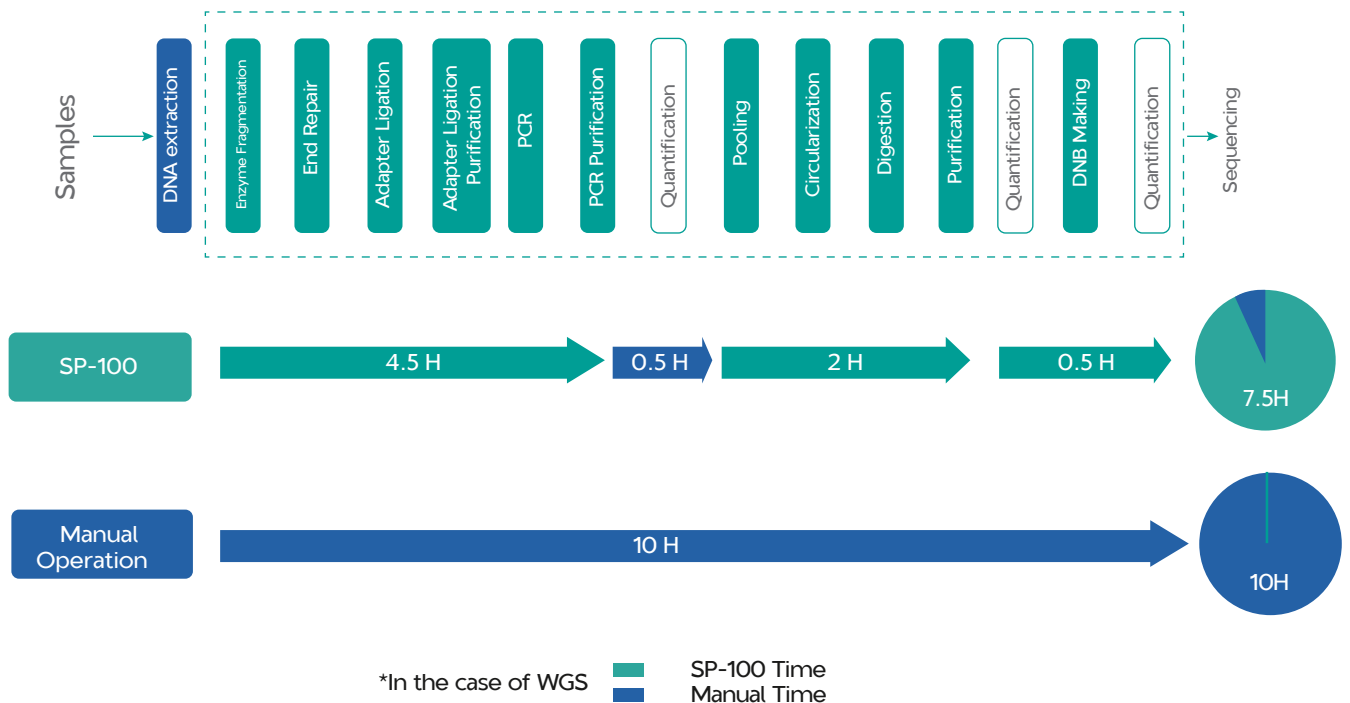 Samples
DNA extraction
Enzyme Fragmentation
End Repair
Adapter Ligation
Adapter Ligation
Purification
PCR
PCR Purification
Quantification
Pooling
Circularization
Digestion
Purification
Quantification
DNB Making
Quantification
Sequencing
SP-100
4.5 H
0.5 H
2 H
0.5 H
7.5H
Manual
Operation
10 H
10H
*In the case of WGS
SP-100 Time
Manual Time